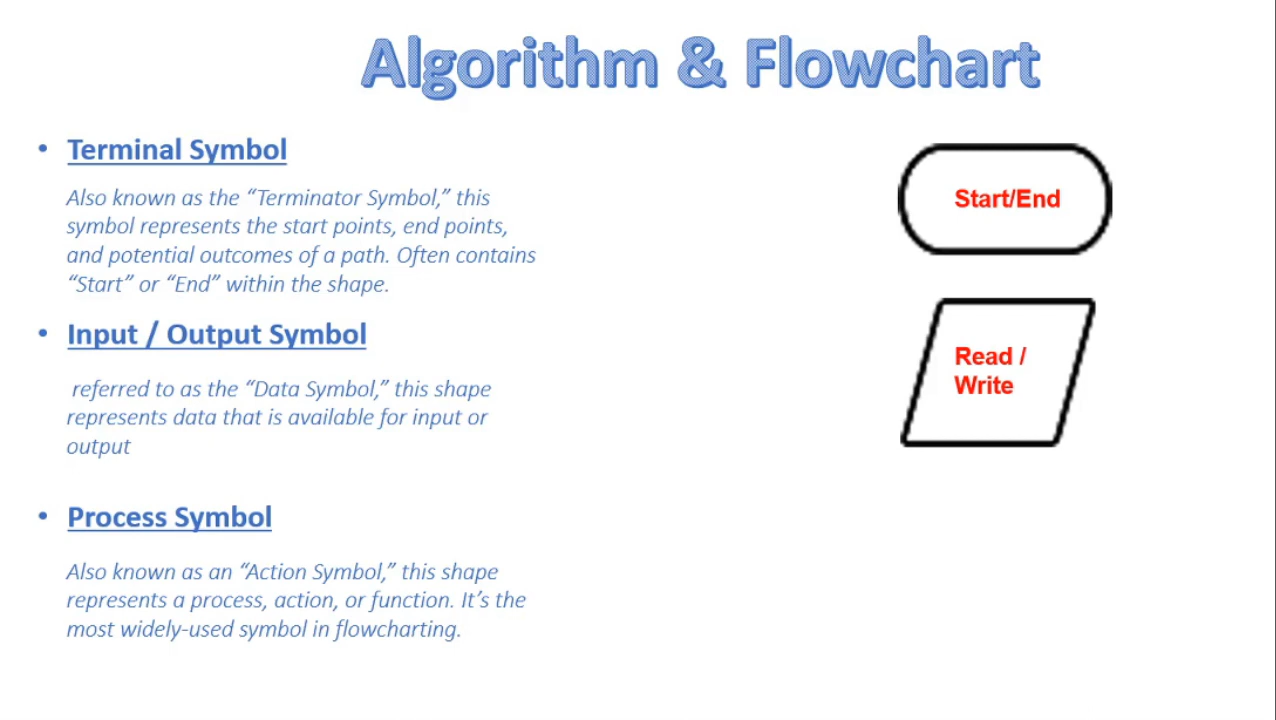 Algorithm & Flowchart
• Terminal Symbol
Also known as the “Terminator Symbol,” this
symbol represents the start points, end points,
and potential outcomes of a path. Often contains
“Start” or “End” within the shape.
• Input / Output Symbol
referred to as the “Data Symbol,” this shape
represents data that is available for input or
output
• Process Symbol
Also known as an “Action Symbol,” this shape
represents a process, action, or function. It’s the
most widely-used symbol in flowcharting.
Start/End
Read /
Write